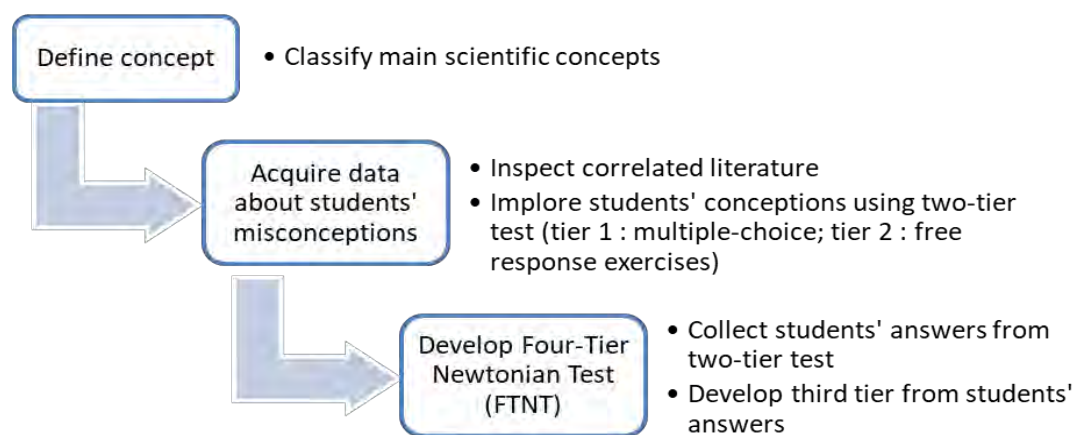 Define concept
• Classify main scientific concepts
Acquire data
about students'
misconceptions
• Inspect correlated literature
• Implore students' conceptions using two-tier
test (tier 1 : multiple-choice; tier 2 : free
response exercises)
Develop Four-Tier
Newtonian Test
(FTNT)
• Collect students' answers from
two-tier test
• Develop third tier from students'
answers